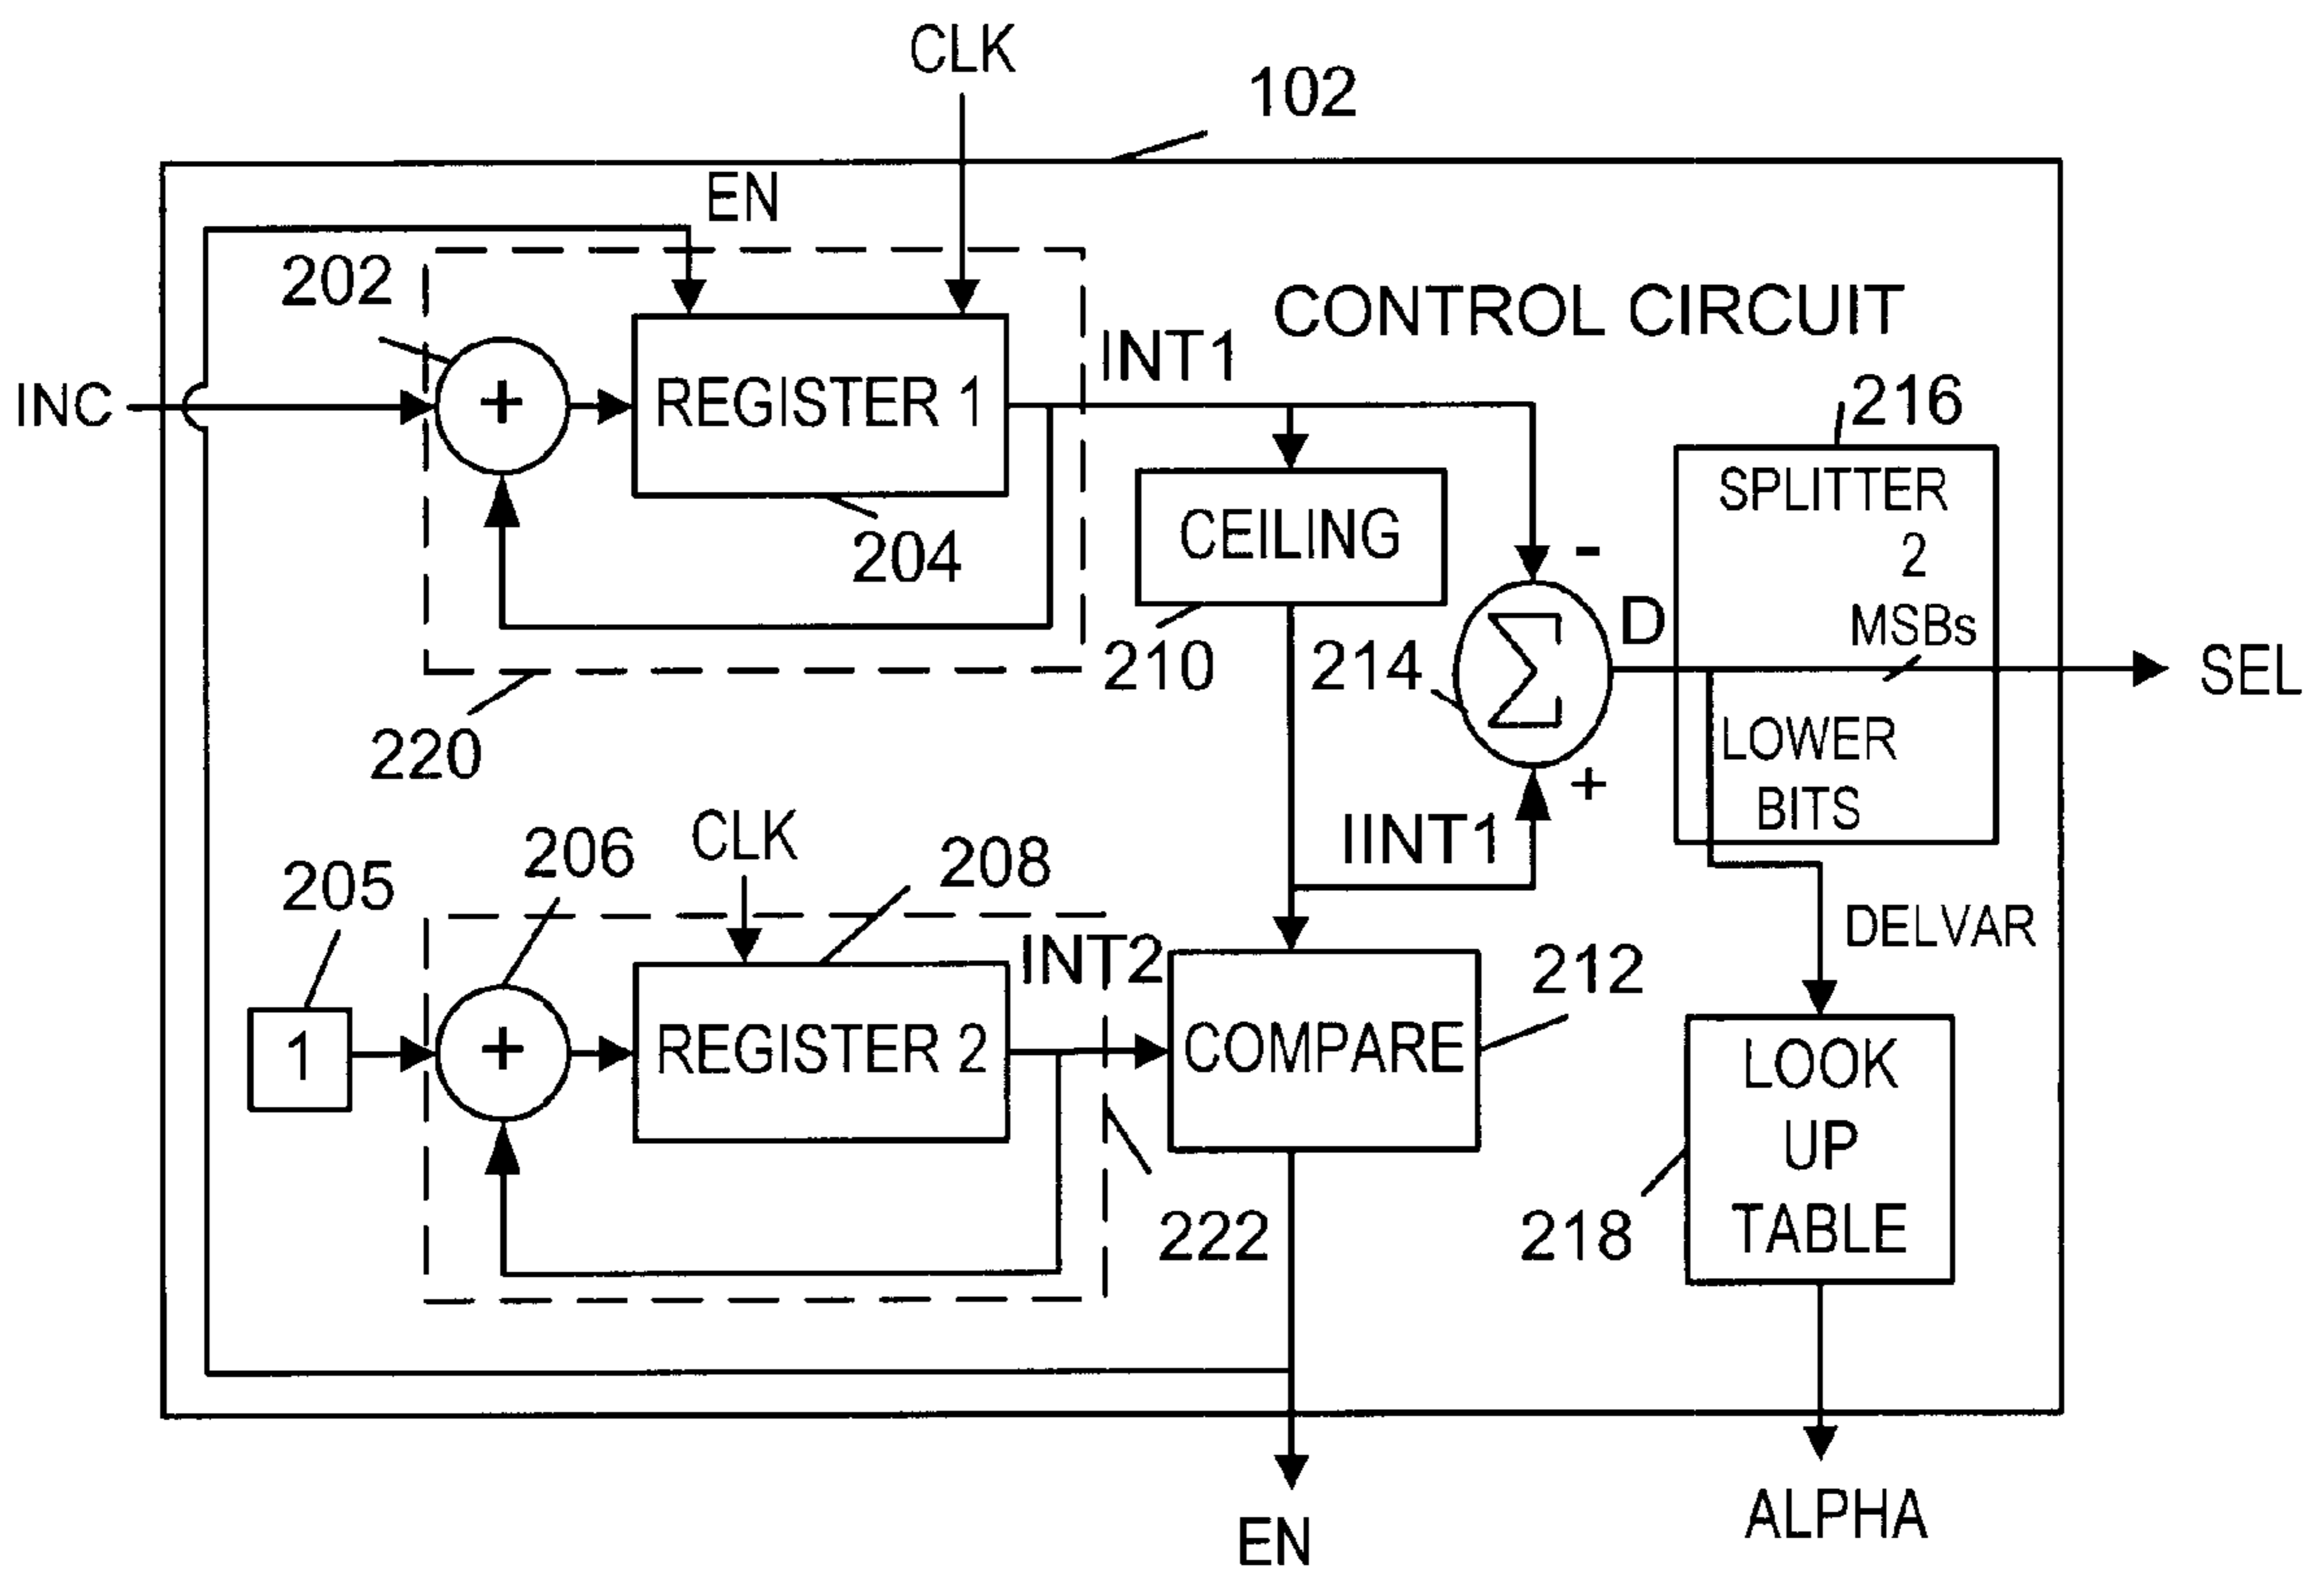 CLK
102
EN
202
CONTROL CIRCUIT
INT1
INC
+
REGISTER 1
216
SPLITTER
2
MSBs
CEILING
204
-
D
210
214
Σ
SEL
220
LOWER
BITS
+
CLK
206
208
IINT1
205
DELVAR
INT2
212
1
+
REGISTER 2
COMPARE
LOOK
UP
TABLE
222
218
ALPHA
EN